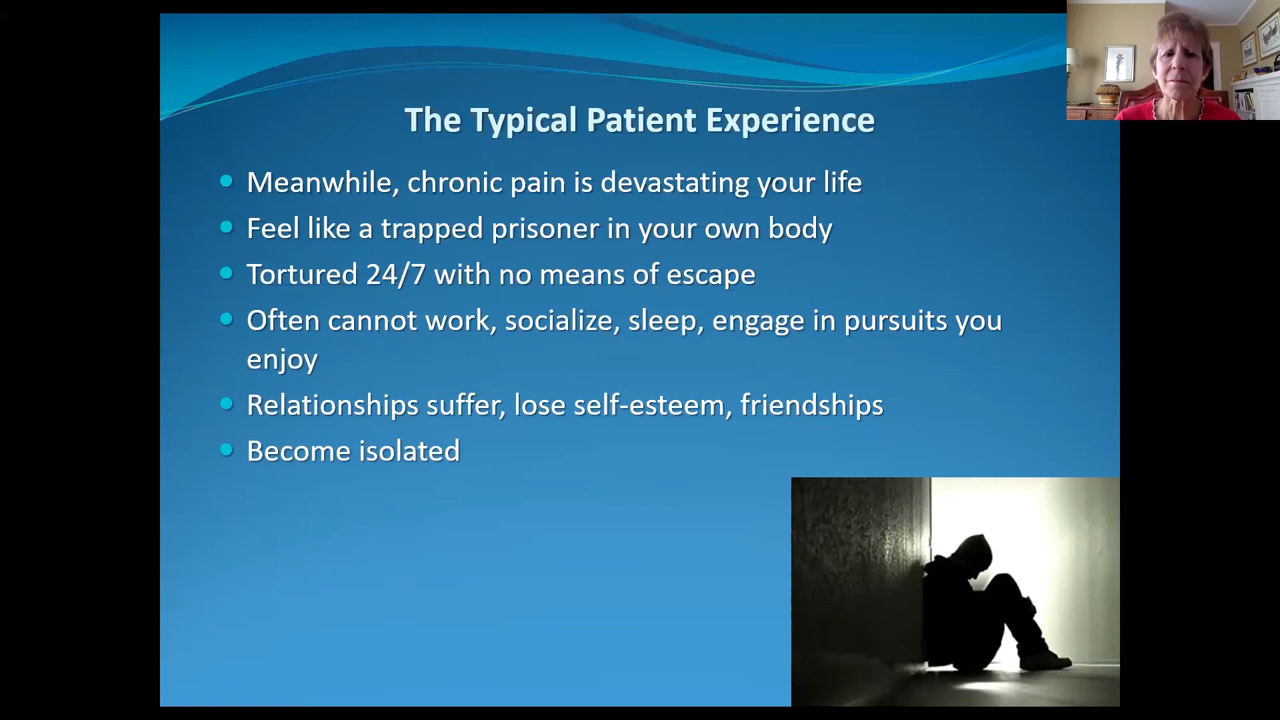 The Typical Patient Experience
Meanwhile, chronic pain is devastating your life
Feel like a trapped prisoner in your own body
Tortured 24/7 with no means of escape
Often cannot work, socialize, sleep, engage in pursuits you
enjoy
Relationships suffer, lose self-esteem, friendships
Become isolated